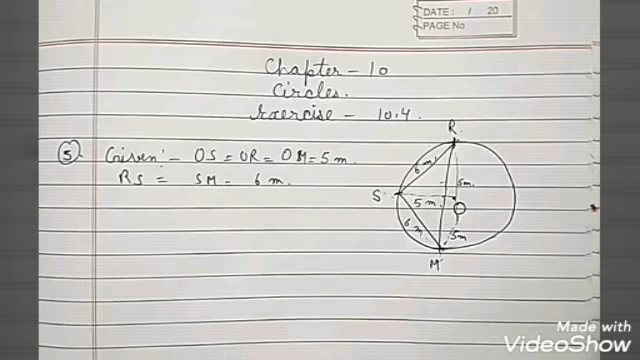 DATE: / 20
PAGE No
Chapter - 10
Circles.
Exercise - 10.4.
R
(5). Given:- OS = OR = OM = 5 m.
6 m
RS = SM = 6 m.
5m.
S
5 m.
O
6 m
5m
M
Made with
VideoShow